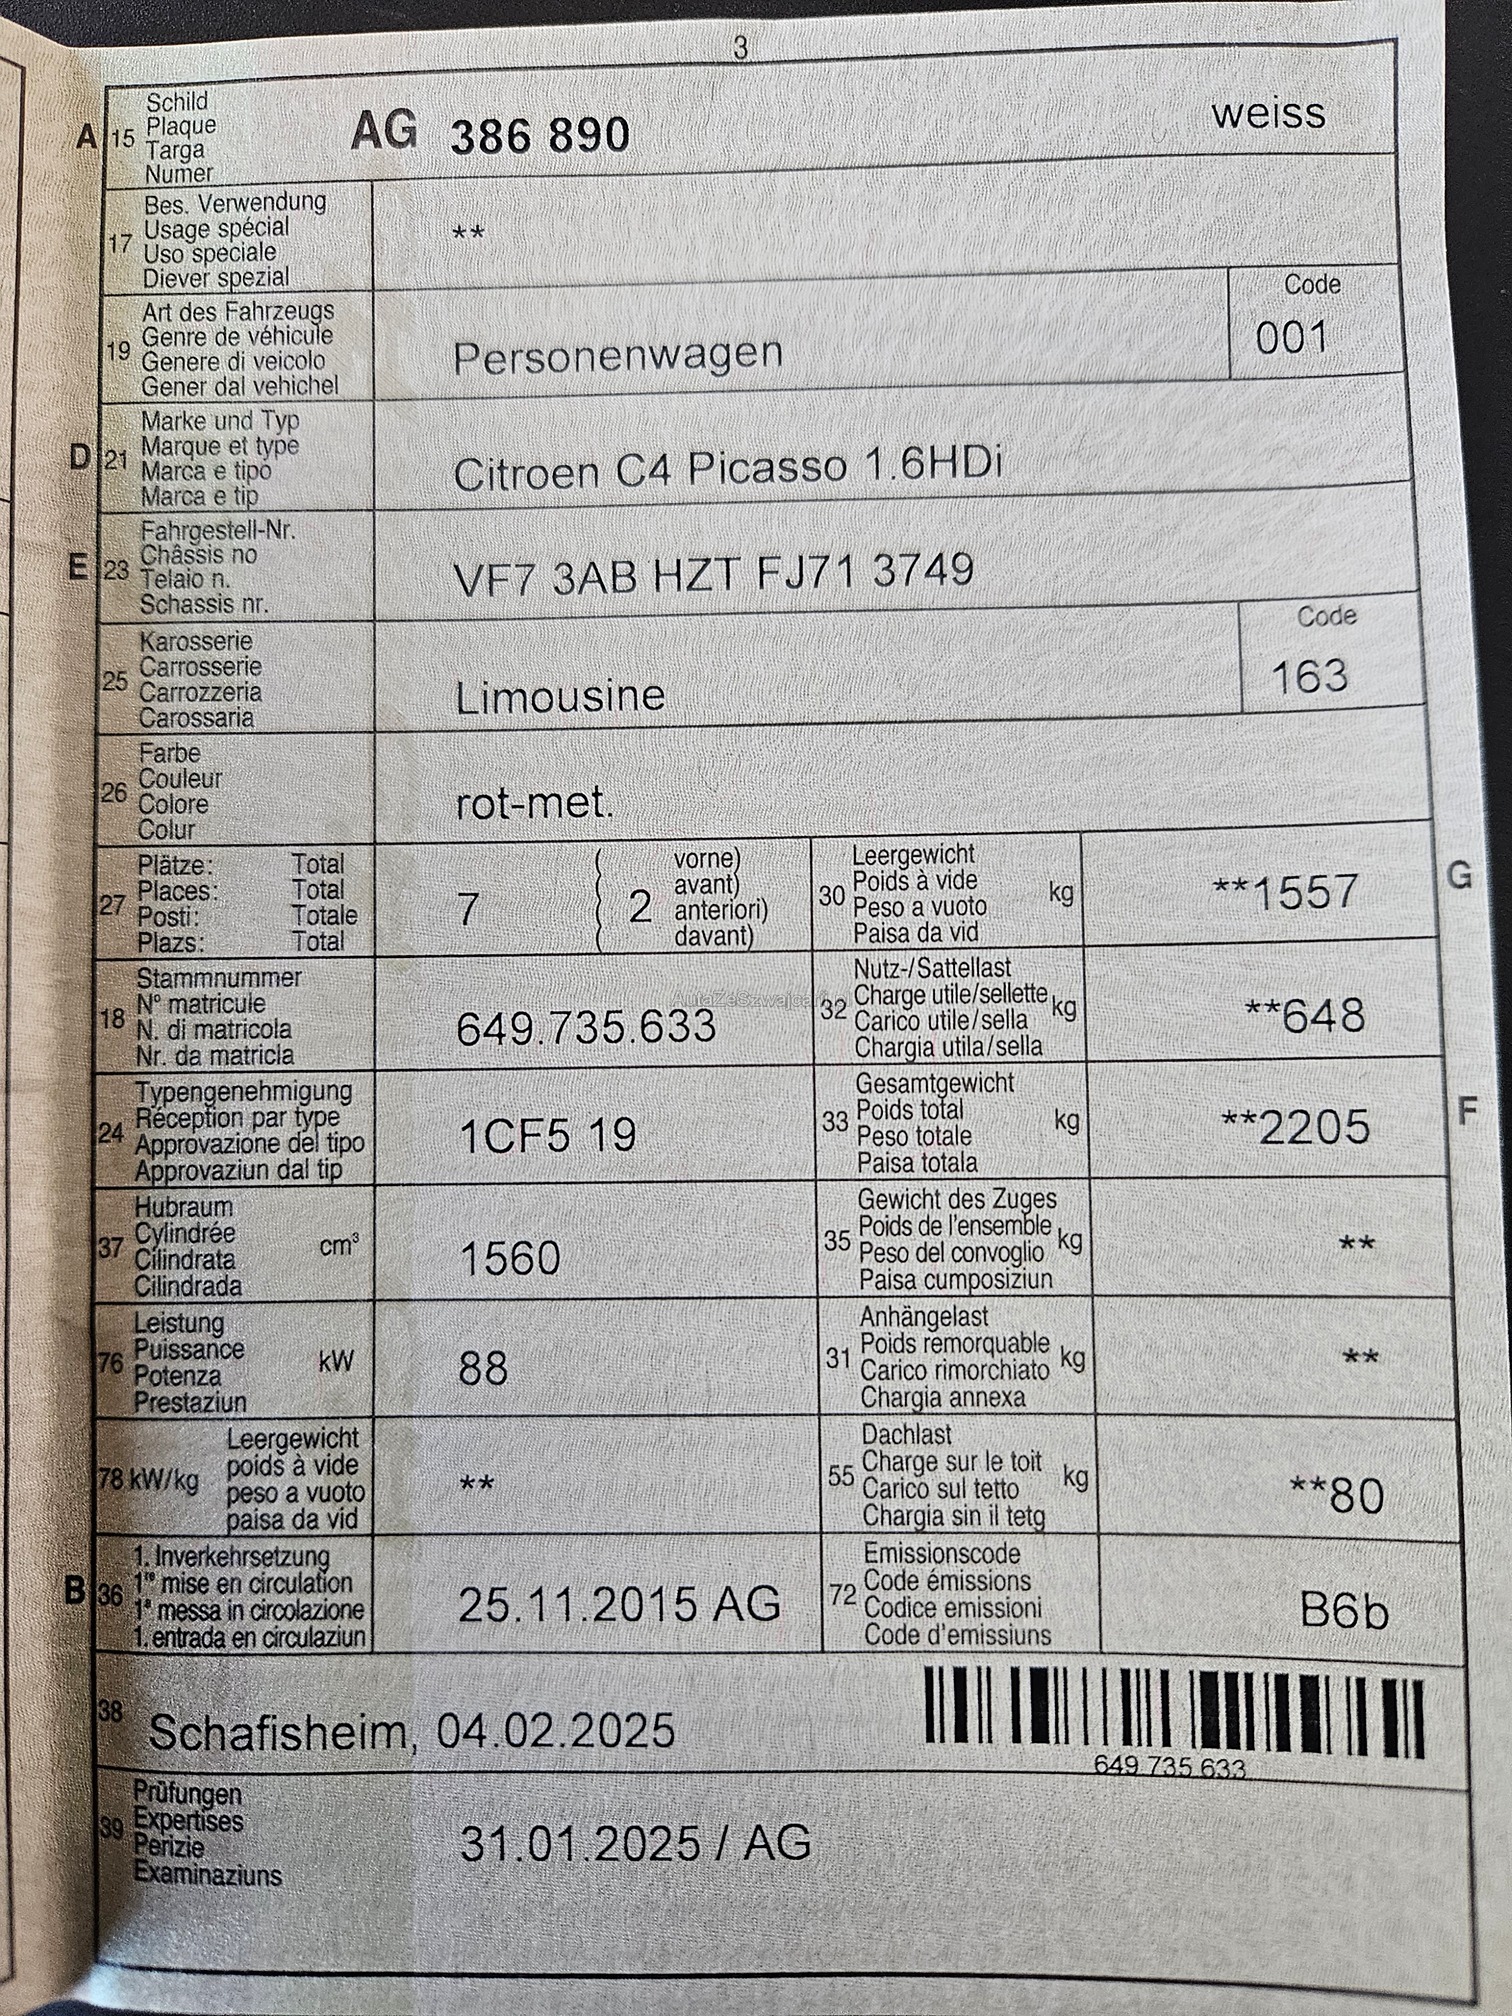 3
A 15 Schild
Plaque
Targa
Numer
AG 386 890 weiss
17 Bes. Verwendung
Usage spécial
Uso speciale
Diever spezial
**
19 Art des Fahrzeugs
Genre de véhicule
Genere di veicolo
Gener dal vehichel
Personenwagen
Code
001
D 21 Marke und Typ
Marque et type
Marca e tipo
Marca e tip
Citroen C4 Picasso 1.6HDi
E 23 Fahrgestell-Nr.
Châssis no
Telaio n.
Schassis nr.
VF7 3AB HZT FJ71 3749
25 Karosserie
Carrosserie
Carrozzeria
Carossaria
Limousine
Code
163
26 Farbe
Couleur
Colore
Colur
rot-met.
27 Plätze: Total
Places: Total
Posti: Totale
Plazs: Total
7 ( 2 vorne)
avant)
anteriori)
davant)
30 Leergewicht
Poids à vide
Peso a vuoto
Paisa da vid
kg
**1557
G
18 Stammnummer
N° matricule
N. di matricola
Nr. da matricla
649.735.633
32 Nutz-/Sattellast
Charge utile/sellette
Carico utile/sella
Chargia utila/sella
kg
**648
24 Typengenehmigung
Réception par type
Approvazione del tipo
Approvaziun dal tip
1CF5 19
33 Gesamtgewicht
Poids total
Peso totale
Paisa totala
kg
**2205
F
37 Hubraum
Cylindrée
Cilindrata
Cilindrada
cm³
1560
35 Gewicht des Zuges
Poids de l'ensemble
Peso del convoglio
Paisa cumposiziun
kg
**
76 Leistung
Puissance
Potenza
Prestaziun
kW
88
31 Anhängelast
Poids remorquable
Carico rimorchiato
Chargia annexa
kg
**
78 kW/kg Leergewicht
poids à vide
peso a vuoto
paisa da vid
**
55 Dachlast
Charge sur le toit
Carico sul tetto
Chargia sin il tetg
kg
**80
B 36 1. Inverkehrsetzung
1re mise en circulation
1a messa in circolazione
1. entrada en circulaziun
25.11.2015 AG
72 Emissionscode
Code émissions
Codice emissioni
Code d'emissiuns
B6b
38 Schafisheim, 04.02.2025
649 735 633
39 Prüfungen
Expertises
Perizie
Examinaziuns
31.01.2025 / AG